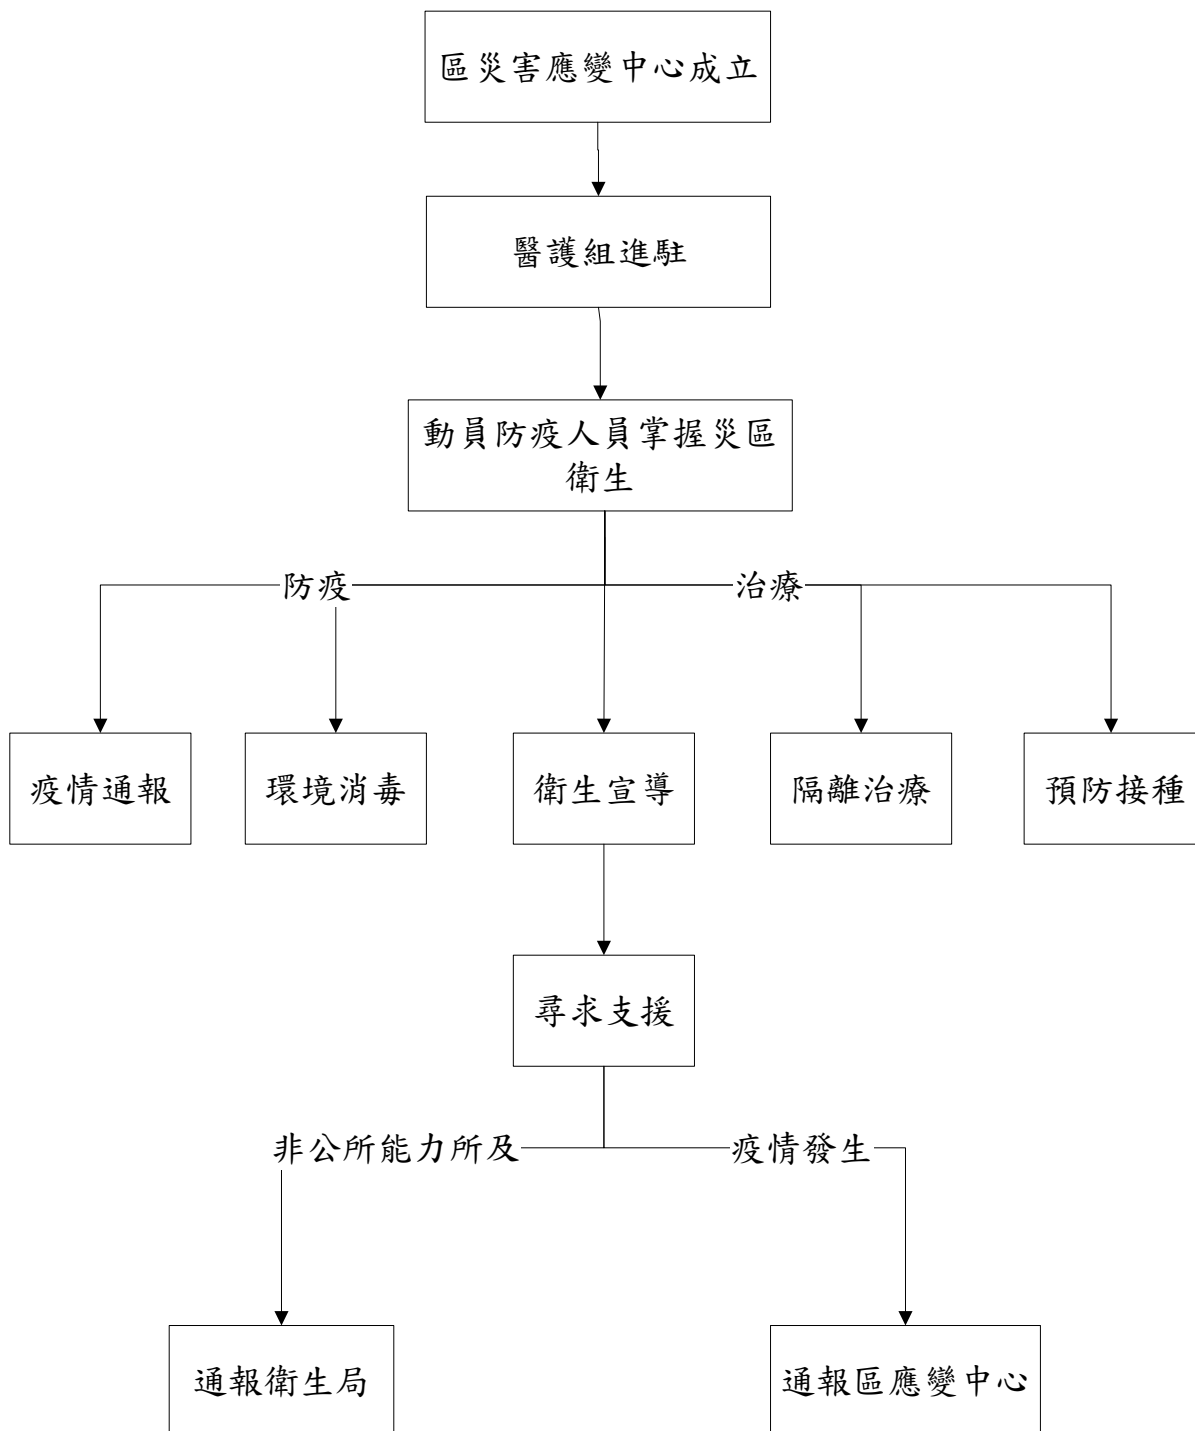 區災害應變中心成立
醫護組進駐
動員防疫人員掌握災區
衛生
防疫
治療
疫情通報
環境消毒
衛生宣導
隔離治療
預防接種
尋求支援
非公所能力所及
疫情發生
通報衛生局
通報區應變中心